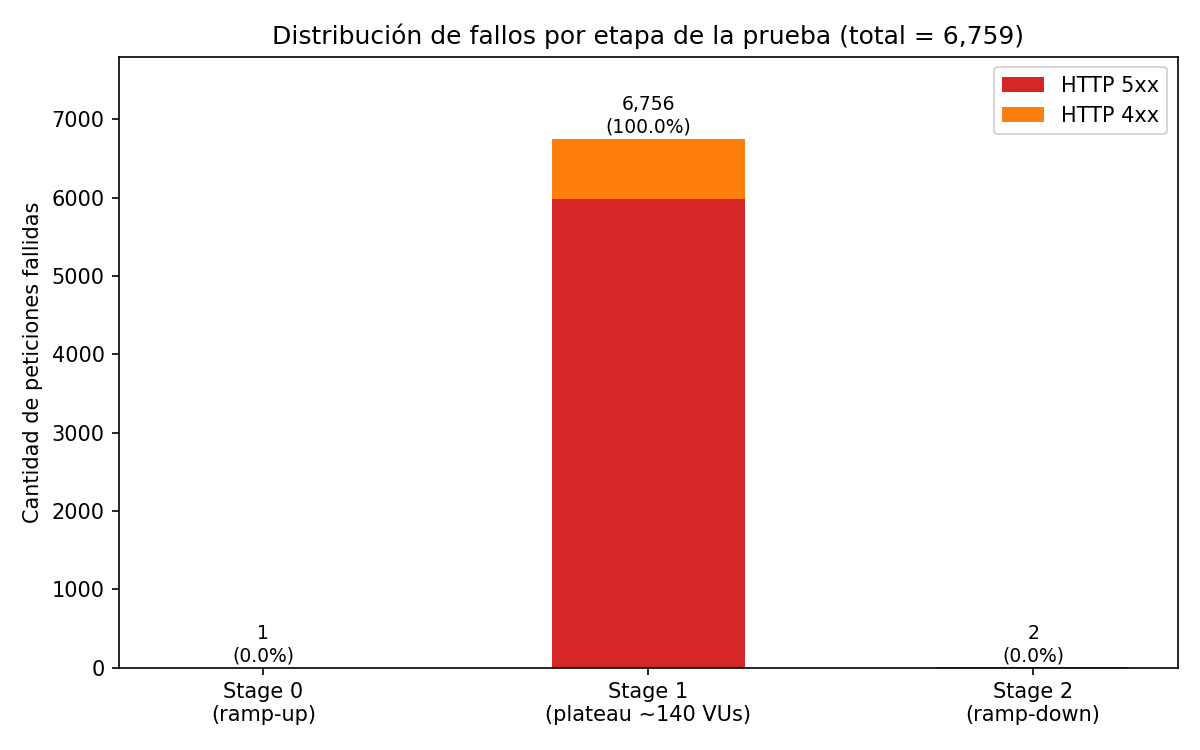 Distribución de fallos por etapa de la prueba (total = 6,759)
HTTP 5xx
HTTP 4xx
Cantidad de peticiones fallidas
7000
6000
5000
4000
3000
2000
1000
0
1
(0.0%)
6,756
(100.0%)
2
(0.0%)
Stage 0
(ramp-up)
Stage 1
(plateau ~140 VUs)
Stage 2
(ramp-down)